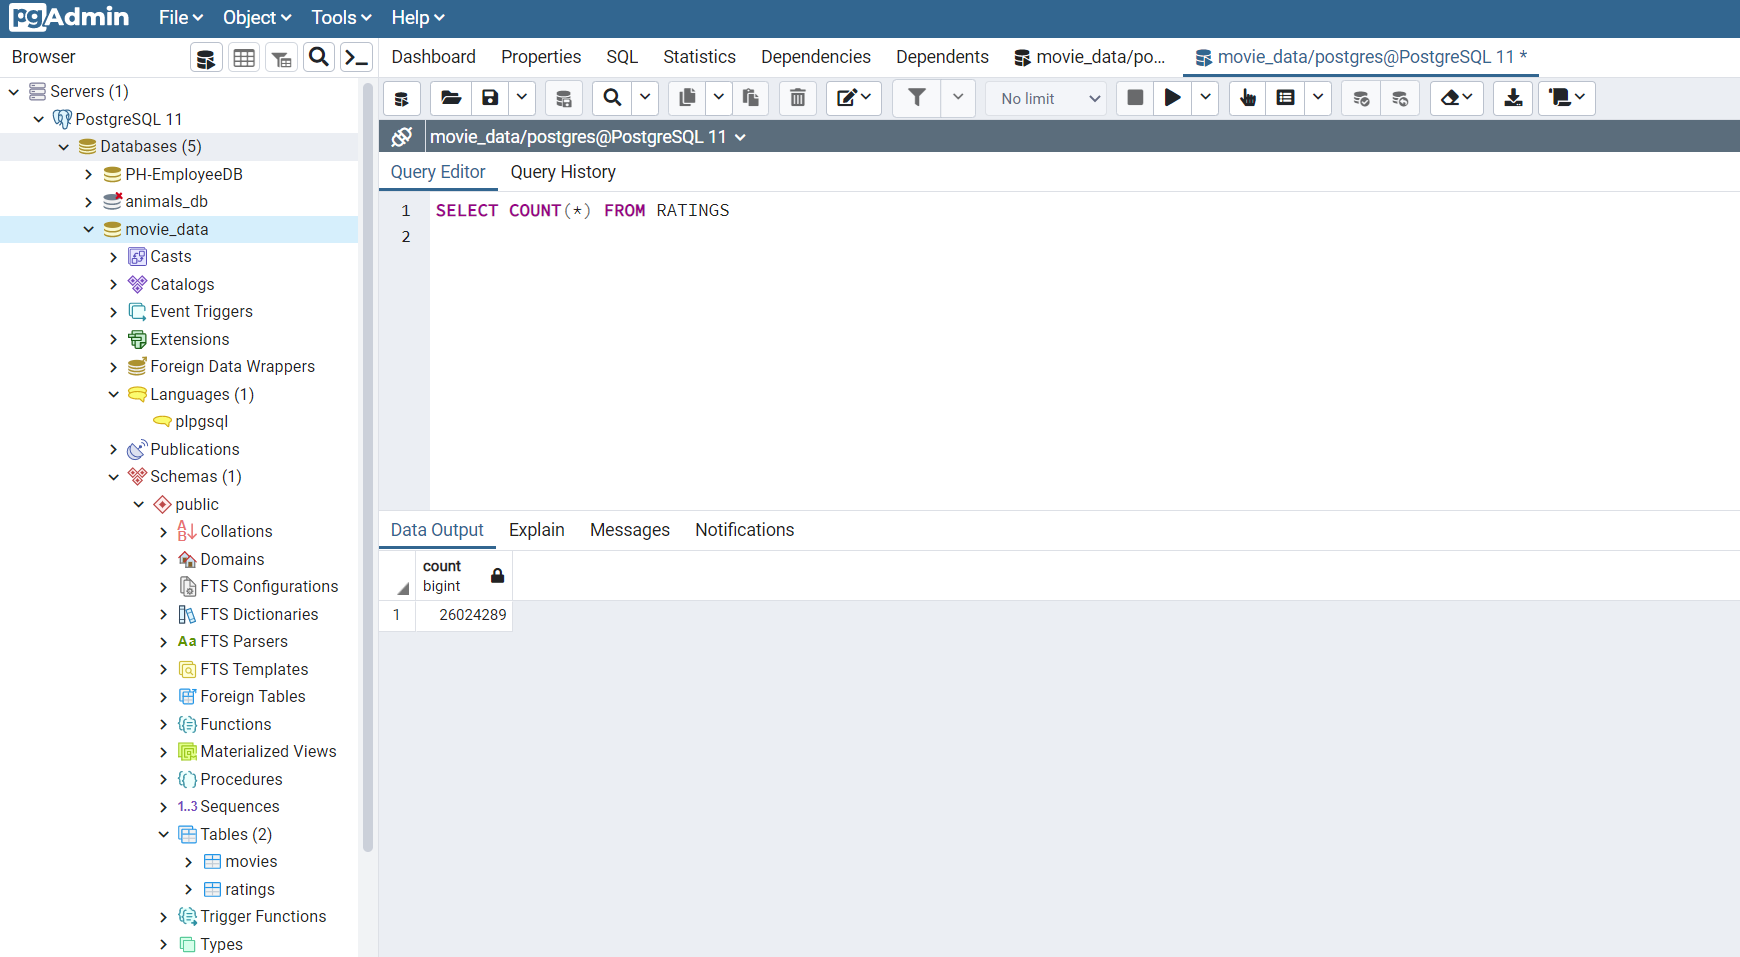 pgAdmin File Object Tools Help
Browser
Dashboard Properties SQL Statistics Dependencies Dependents movie_data/po... movie_data/postgres@PostgreSQL 11 *
No limit
movie_data/postgres@PostgreSQL 11
Query Editor Query History
1 SELECT COUNT(*) FROM RATINGS
2
Servers (1)
PostgreSQL 11
Databases (5)
PH-EmployeeDB
animals_db
movie_data
Casts
Catalogs
Event Triggers
Extensions
Foreign Data Wrappers
Languages (1)
plpgsql
Publications
Schemas (1)
public
Collations
Domains
FTS Configurations
FTS Dictionaries
Aa FTS Parsers
FTS Templates
Foreign Tables
Functions
Materialized Views
Procedures
1..3 Sequences
Tables (2)
movies
ratings
Trigger Functions
Types
Data Output Explain Messages Notifications
count
bigint
1 26024289